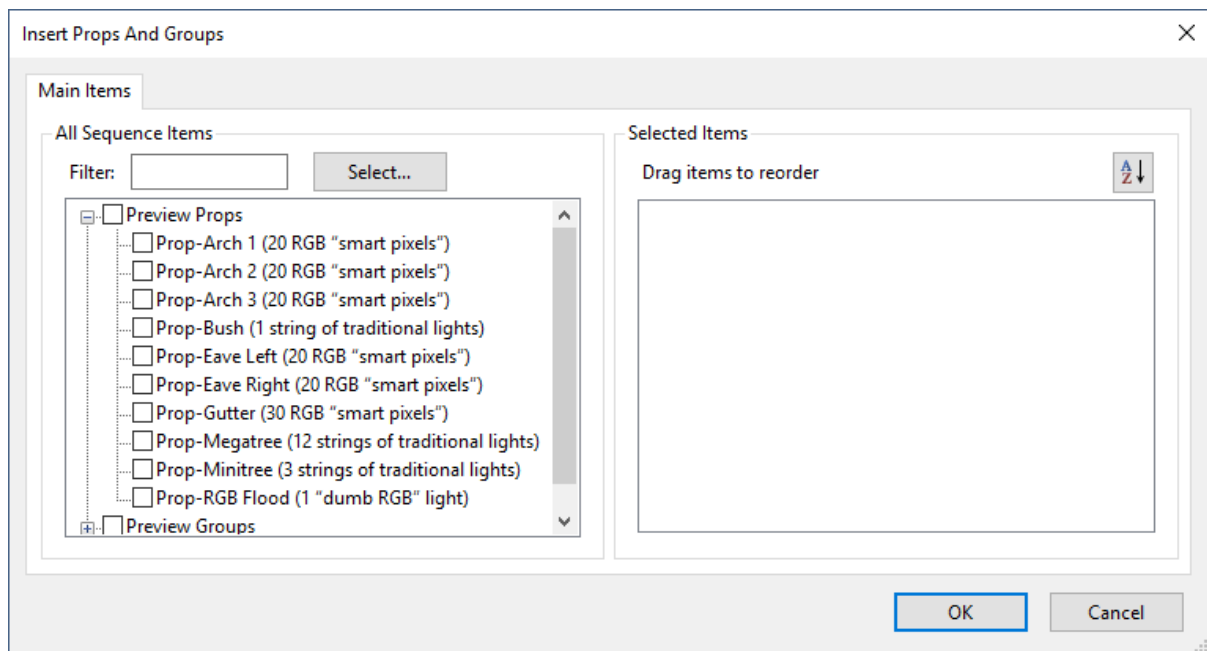 Insert Props And Groups
Main Items
All Sequence Items
Filter:
Select...
Preview Props
Prop-Arch 1 (20 RGB “smart pixels“)
Prop-Arch 2 (20 RGB “smart pixels“)
Prop-Arch 3 (20 RGB “smart pixels“)
Prop-Bush (1 string of traditional lights)
Prop-Eave Left (20 RGB “smart pixels“)
Prop-Eave Right (20 RGB “smart pixels“)
Prop-Gutter (30 RGB “smart pixels“)
Prop-Megatree (12 strings of traditional lights)
Prop-Minitree (3 strings of traditional lights)
Prop-RGB Flood (1 “dumb RGB“ light)
Preview Groups
Selected Items
Drag items to reorder
A
Z
OK
Cancel